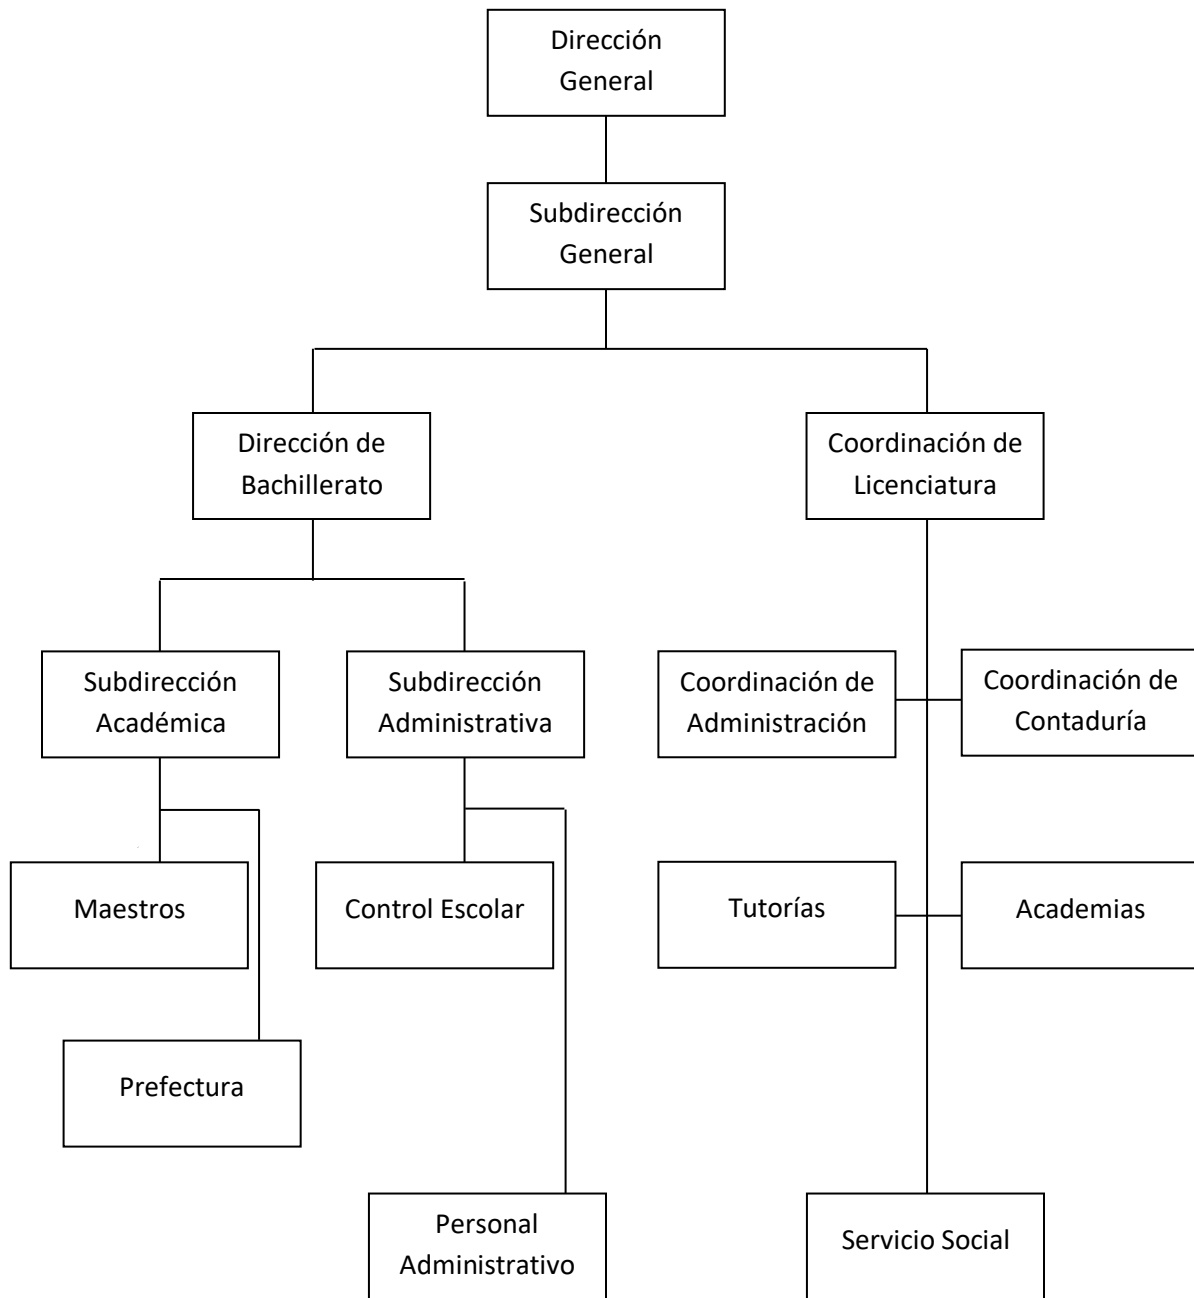 Dirección
General
Subdirección
General
Dirección de
Bachillerato
Coordinación de
Licenciatura
Subdirección
Académica
Subdirección
Administrativa
Coordinación de
Administración
Coordinación de
Contaduría
Maestros
Control Escolar
Tutorías
Academias
Prefectura
Personal
Administrativo
Servicio Social